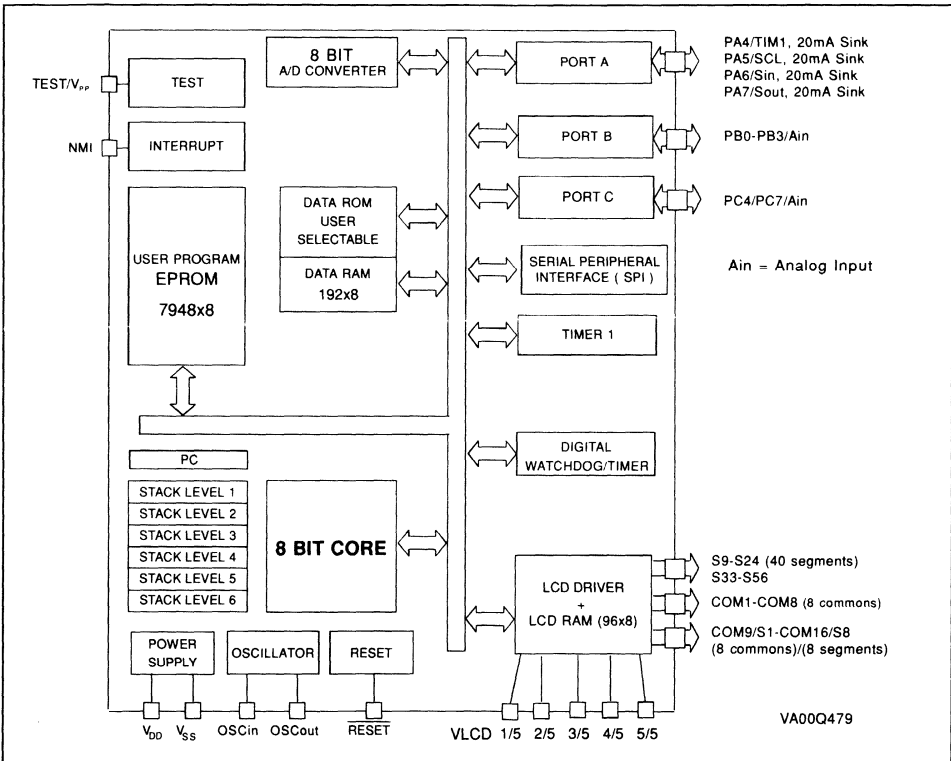 8 BIT
A/D CONVERTER
PORT A
PA4/TIM1, 20mA Sink
PA5/SCL, 20mA Sink
PA6/Sin, 20mA Sink
PA7/Sout, 20mA Sink
TEST/VPP
TEST
NMI
INTERRUPT
PORT B
PB0-PB3/Ain
PORT C
PC4/PC7/Ain
DATA ROM
USER
SELECTABLE
DATA RAM
192x8
USER PROGRAM
EPROM
7948x8
SERIAL PERIPHERAL
INTERFACE ( SPI )
Ain = Analog Input
TIMER 1
DIGITAL
WATCHDOG/TIMER
PC
STACK LEVEL 1
STACK LEVEL 2
STACK LEVEL 3
STACK LEVEL 4
STACK LEVEL 5
STACK LEVEL 6
8 BIT CORE
LCD DRIVER
+
LCD RAM (96x8)
S9-S24 (40 segments)
S33-S56
COM1-COM8 (8 commons)
COM9/S1-COM16/S8
(8 commons)/(8 segments)
POWER
SUPPLY
OSCILLATOR
RESET
VDD
VSS
OSCin
OSCout
RESET
VLCD
1/5
2/5
3/5
4/5
5/5
VA00Q479